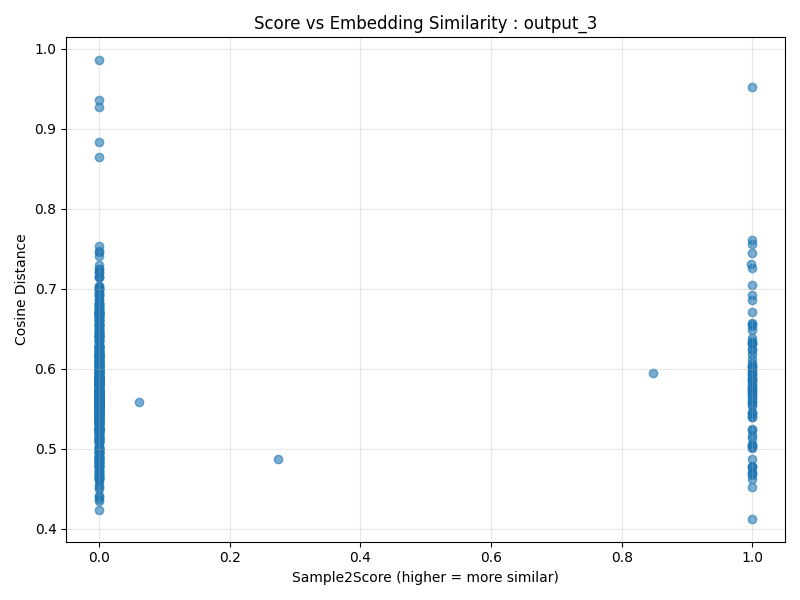 Score vs Embedding Similarity : output_3
1.0
0.9
0.8
0.7
0.6
0.5
0.4
Cosine Distance
0.0 0.2 0.4 0.6 0.8 1.0
Sample2Score (higher = more similar)